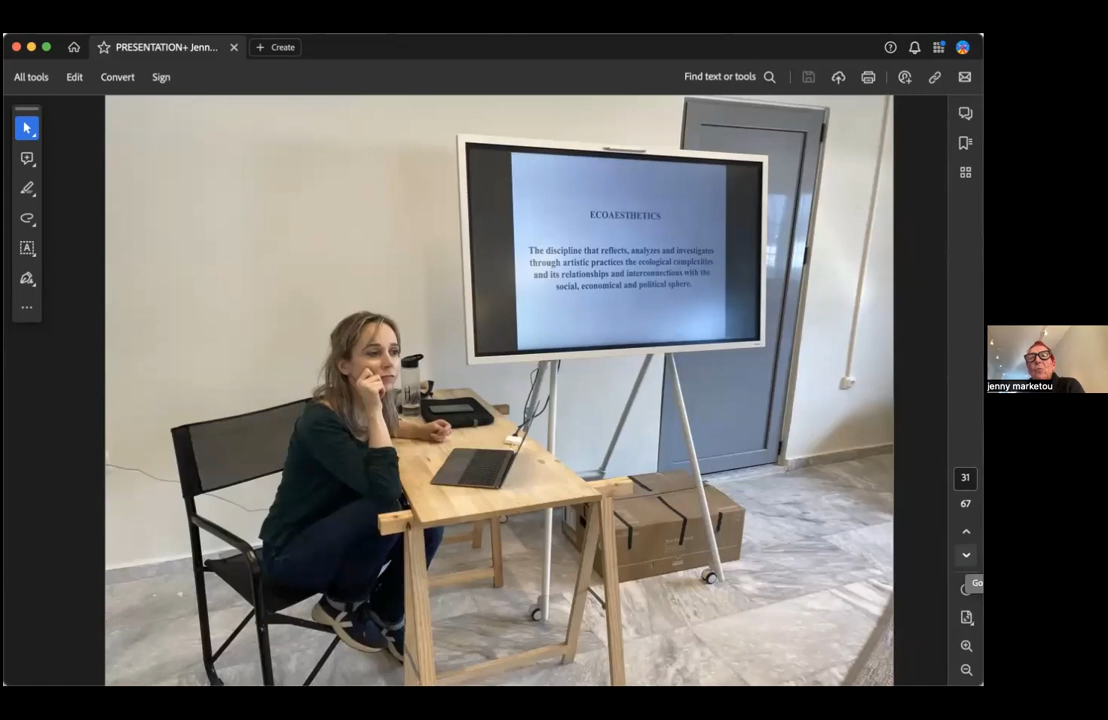 PRESENTATION+ Jenn...
Create
All tools
Edit
Convert
Sign
Find text or tools
ECOAESTHETICS
The discipline that reflects, analyzes and investigates
through artistic practices the ecological complexities
and its relationships and interconnections with the
social, economical and political sphere.
jenny marketou
31
67
Go